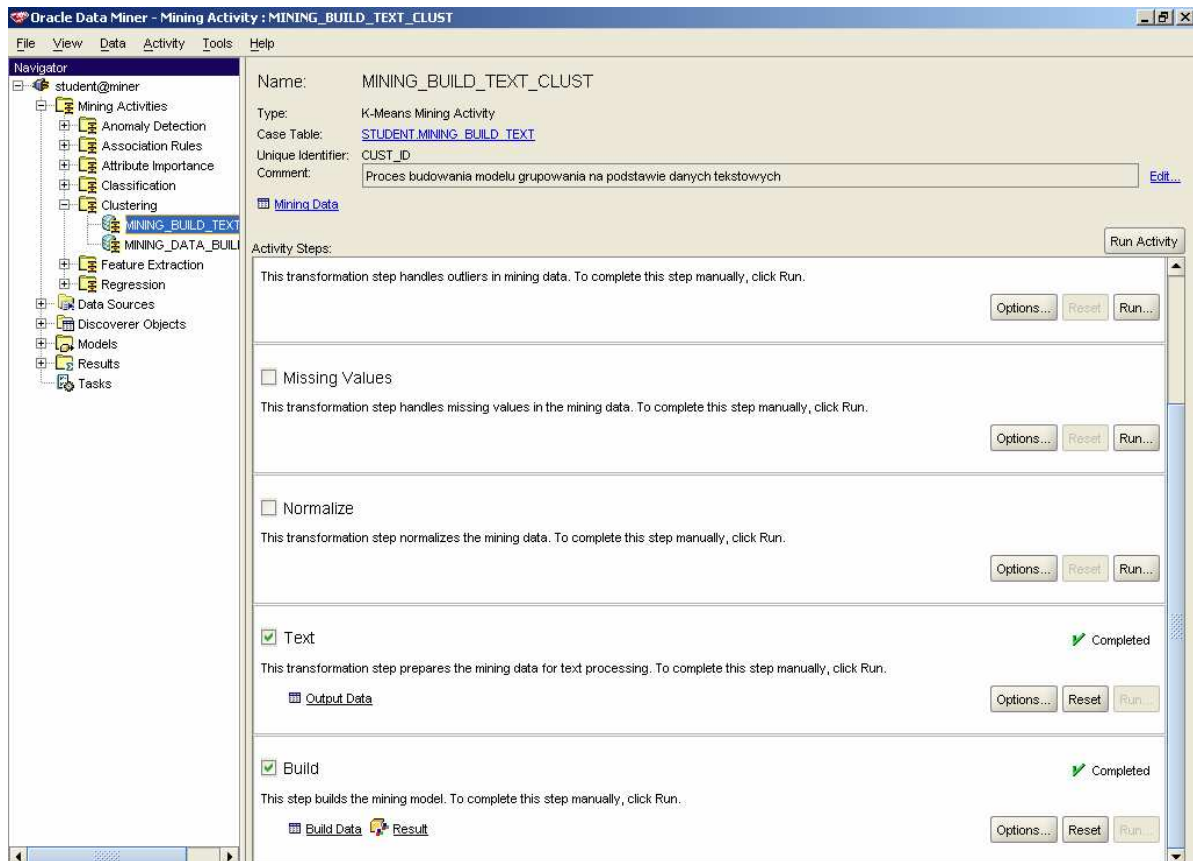 Oracle Data Miner - Mining Activity : MINING_BUILD_TEXT_CLUST
File View Data Activity Tools Help
Navigator
student@miner
Mining Activities
Anomaly Detection
Association Rules
Attribute Importance
Classification
Clustering
MINING_BUILD_TEXT
MINING_DATA_BUIL
Feature Extraction
Regression
Data Sources
Discoverer Objects
Models
Results
Tasks
Name: MINING_BUILD_TEXT_CLUST
Type: K-Means Mining Activity
Case Table: STUDENT.MINING_BUILD_TEXT
Unique Identifier: CUST_ID
Comment: Proces budowania modelu grupowania na podstawie danych tekstowych Edit...
Mining Data
Activity Steps: Run Activity
This transformation step handles outliers in mining data. To complete this step manually, click Run.
Options... Reset Run...
Missing Values
This transformation step handles missing values in the mining data. To complete this step manually, click Run.
Options... Reset Run...
Normalize
This transformation step normalizes the mining data. To complete this step manually, click Run.
Options... Reset Run...
Text Completed
This transformation step prepares the mining data for text processing. To complete this step manually, click Run.
Output Data Options... Reset Run...
Build Completed
This step builds the mining model. To complete this step manually, click Run.
Build Data Result Options... Reset Run...